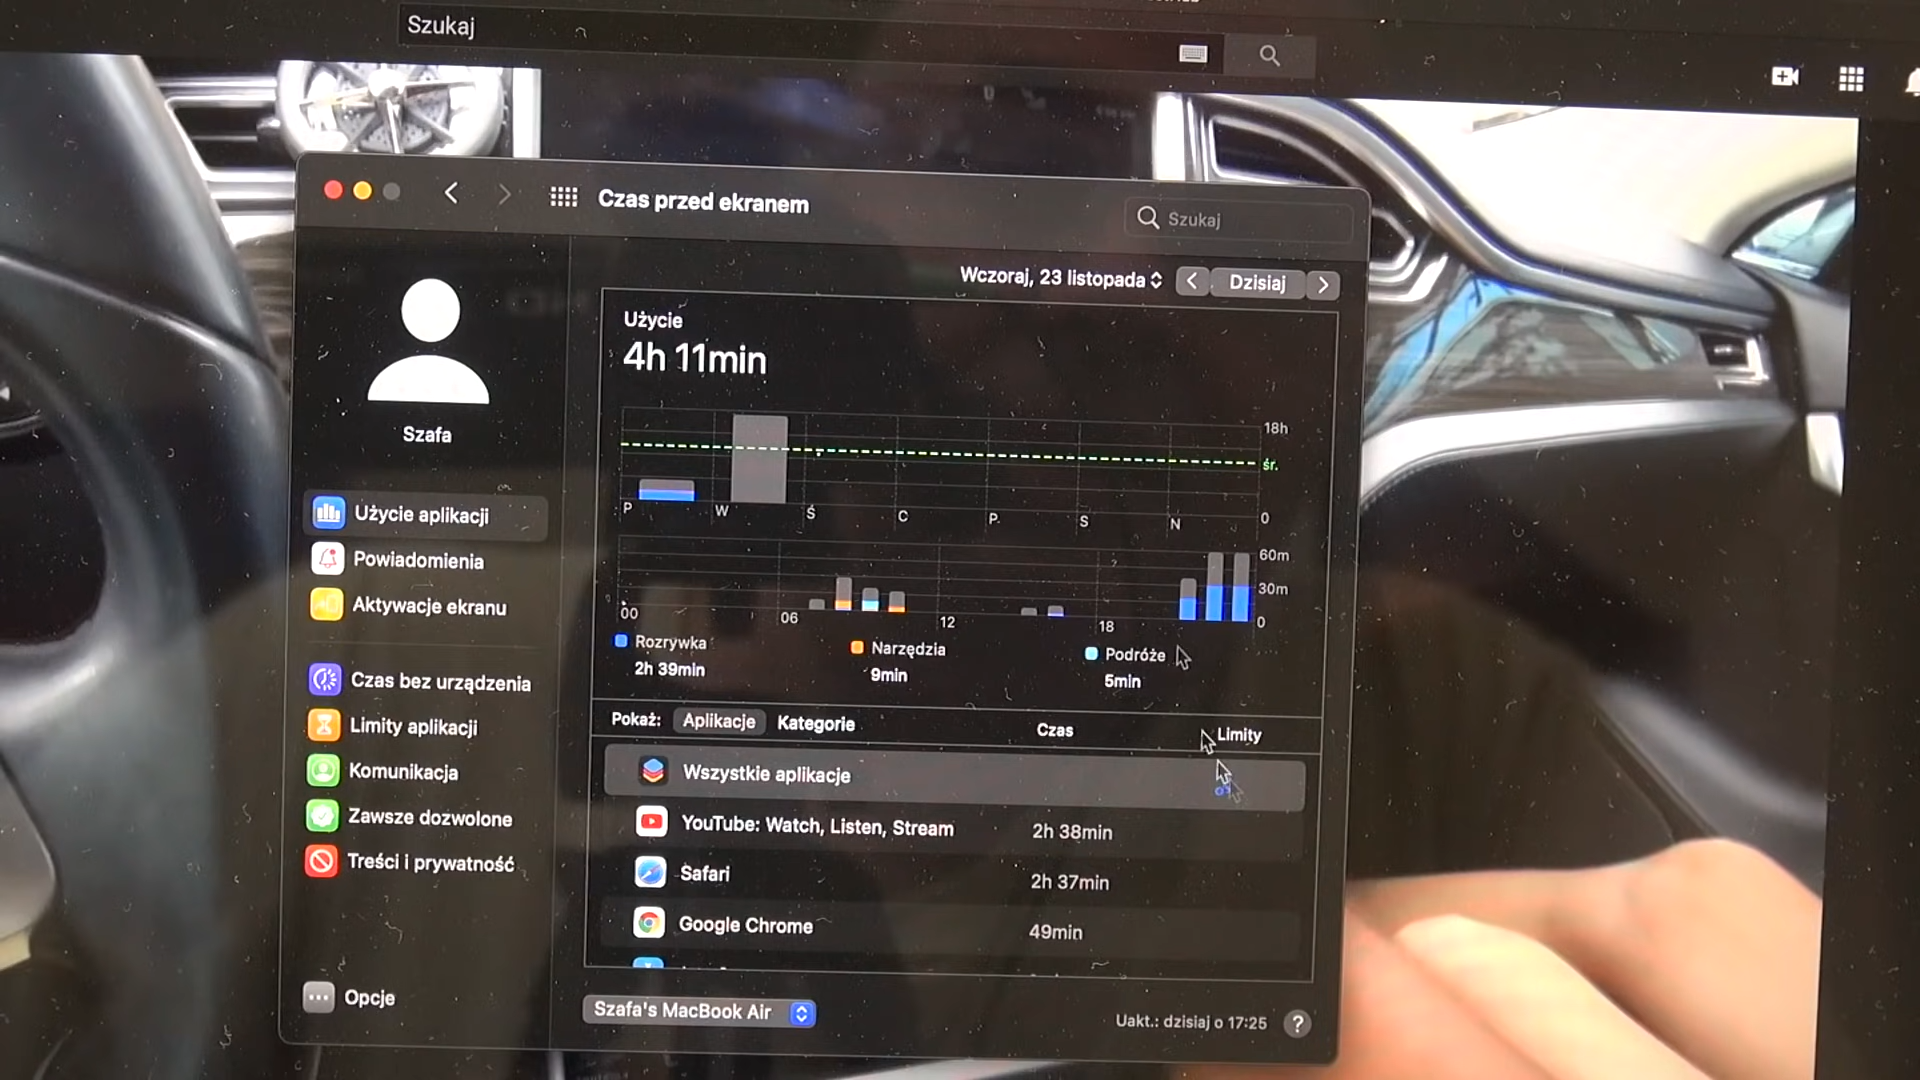 Szukaj
Czas przed ekranem
Szukaj
Wczoraj, 23 listopada
Dzisiaj
Szafa
Użycie
4h 11min
18h
śr.
0
P
W
Ś
C
P
S
N
60m
30m
0
00
06
12
18
Rozrywka
2h 39min
Narzędzia
9min
Podróże
5min
Użycie aplikacji
Powiadomienia
Aktywacje ekranu
Czas bez urządzenia
Limity aplikacji
Komunikacja
Zawsze dozwolone
Treści i prywatność
Opcje
Pokaż: Aplikacje Kategorie Czas Limity
Wszystkie aplikacje
YouTube: Watch, Listen, Stream 2h 38min
Safari 2h 37min
Google Chrome 49min
Szafa's MacBook Air
Uakt.: dzisiaj o 17:25 ?